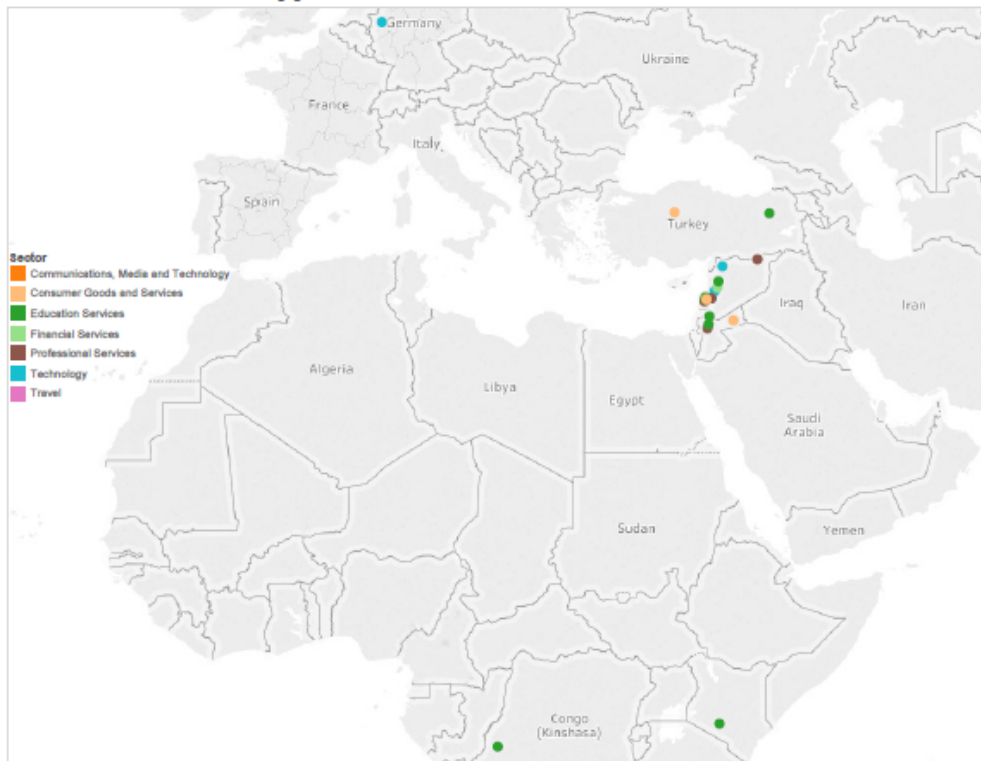 Germany
Ukraine
France
Italy
Spain
Turkey
Sector
Communications, Media and Technology
Consumer Goods and Services
Education Services
Financial Services
Professional Services
Technology
Travel
Iraq
Iran
Algeria
Libya
Egypt
Saudi
Arabia
Sudan
Yemen
Congo
(Kinshasa)